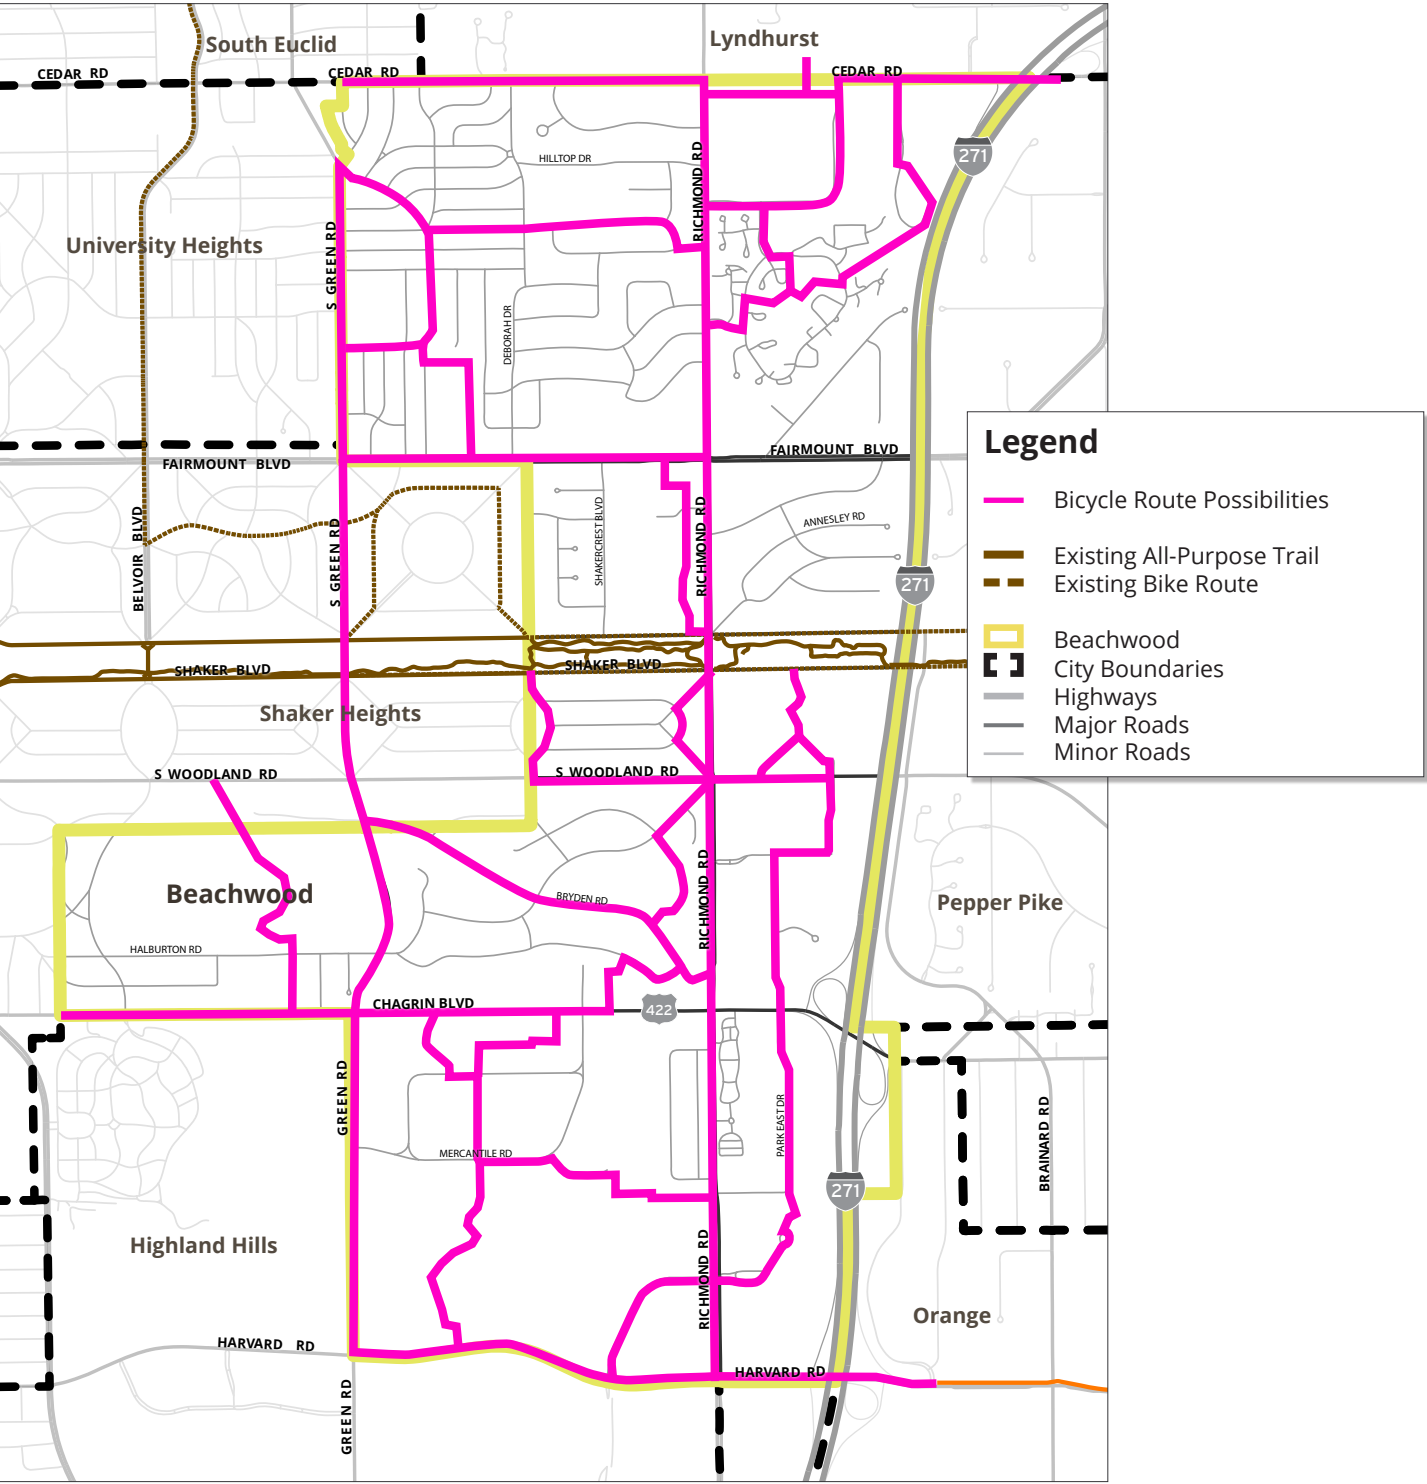 South Euclid
Lyndhurst
CEDAR RD
CEDAR RD
CEDAR RD
271
HILLTOP DR
RICHMOND RD
University Heights
S GREEN RD
DEBORAH DR
FAIRMOUNT BLVD
FAIRMOUNT BLVD
Legend
Bicycle Route Possibilities
Existing All-Purpose Trail
Existing Bike Route
Beachwood
City Boundaries
Highways
Major Roads
Minor Roads
BELVOIR BLVD
S GREEN RD
SHAKERCREST BLVD
RICHMOND RD
ANNESLEY RD
271
SHAKER BLVD
SHAKER BLVD
Shaker Heights
S WOODLAND RD
S WOODLAND RD
Beachwood
BRYDEN RD
RICHMOND RD
Pepper Pike
HALBURTON RD
CHAGRIN BLVD
422
GREEN RD
MERCANTILE RD
PARK EAST DR
BRAINARD RD
271
Highland Hills
RICHMOND RD
Orange
HARVARD RD
HARVARD RD
GREEN RD